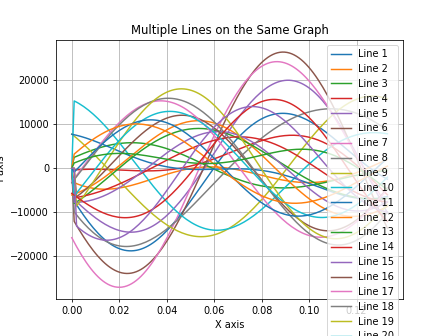 Multiple Lines on the Same Graph
20000
10000
0
−10000
−20000
0.00
0.02
0.04
0.06
0.08
0.10
X axis
Line 1
Line 2
Line 3
Line 4
Line 5
Line 6
Line 7
Line 8
Line 9
Line 10
Line 11
Line 12
Line 13
Line 14
Line 15
Line 16
Line 17
Line 18
Line 19